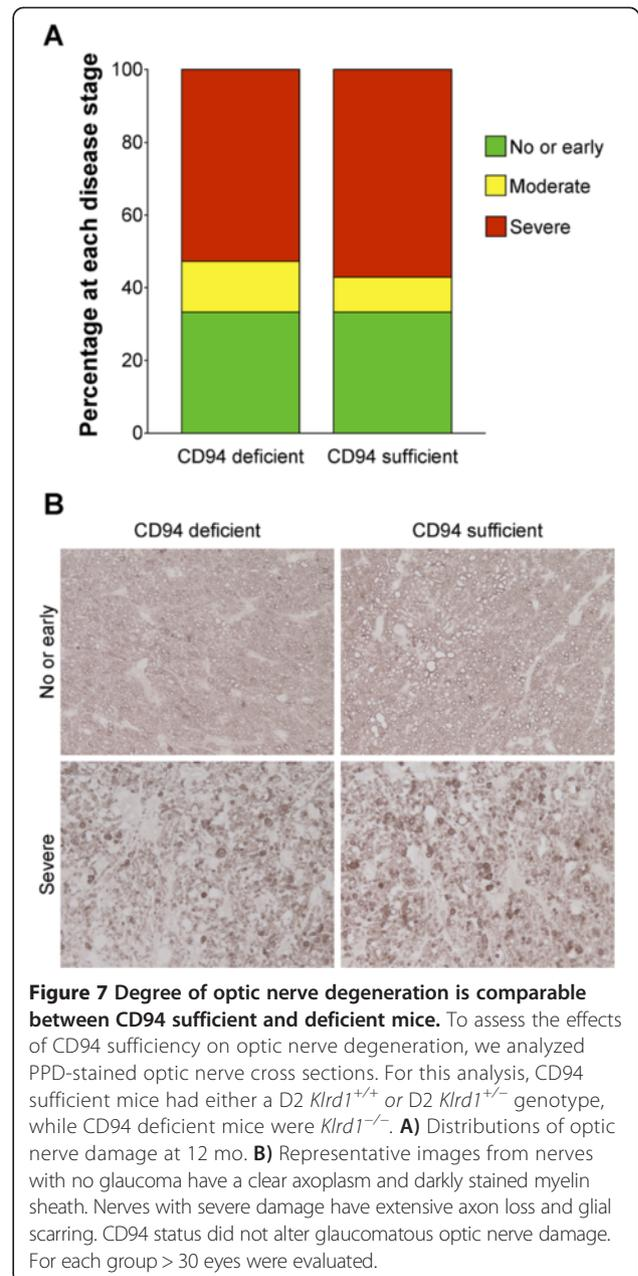 A
Percentage at each disease stage
100
80
60
40
20
0
No or early
Moderate
Severe
CD94 deficient CD94 sufficient
B
CD94 deficient CD94 sufficient
No or early
Severe
Figure 7 Degree of optic nerve degeneration is comparable
between CD94 sufficient and deficient mice. To assess the effects
of CD94 sufficiency on optic nerve degeneration, we analyzed
PPD-stained optic nerve cross sections. For this analysis, CD94
sufficient mice had either a D2 Klrd1+/+ or D2 Klrd1+/− genotype,
while CD94 deficient mice were Klrd1−/−. A) Distributions of optic
nerve damage at 12 mo. B) Representative images from nerves
with no glaucoma have a clear axoplasm and darkly stained myelin
sheath. Nerves with severe damage have extensive axon loss and glial
scarring. CD94 status did not alter glaucomatous optic nerve damage.
For each group > 30 eyes were evaluated.